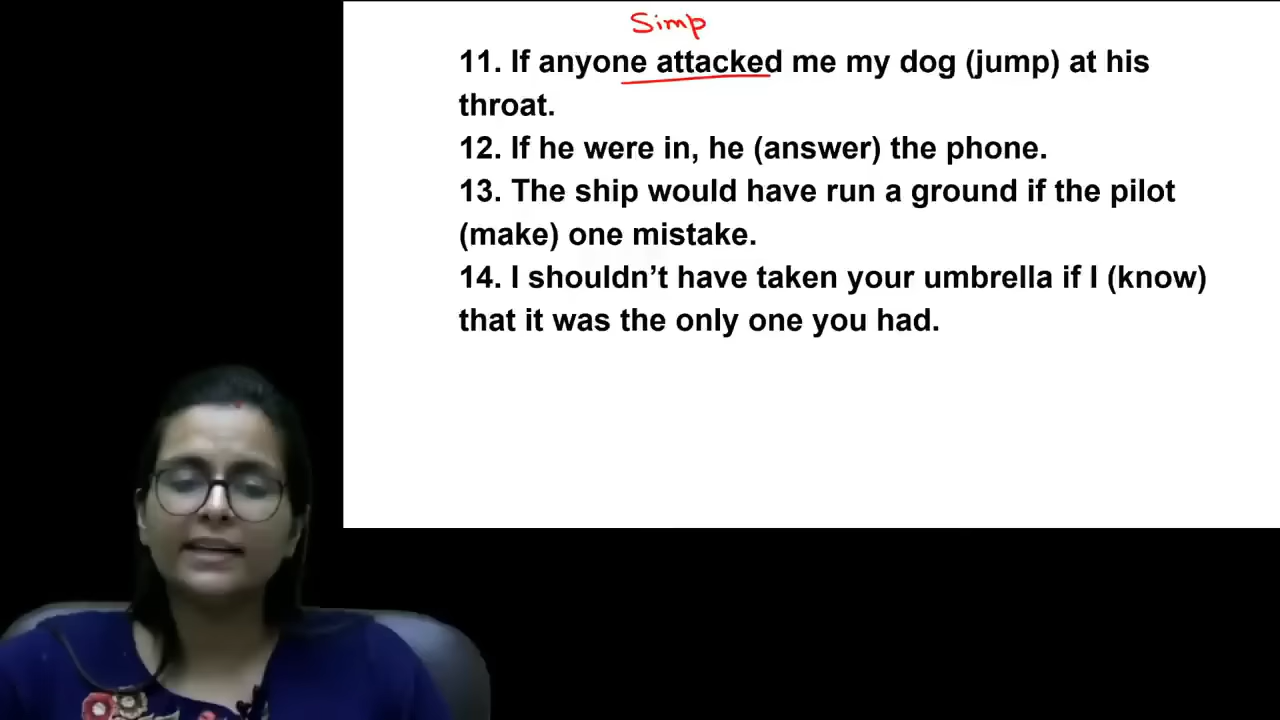 Simp
11. If anyone attacked me my dog (jump) at his
throat.
12. If he were in, he (answer) the phone.
13. The ship would have run a ground if the pilot
(make) one mistake.
14. I shouldn’t have taken your umbrella if I (know)
that it was the only one you had.